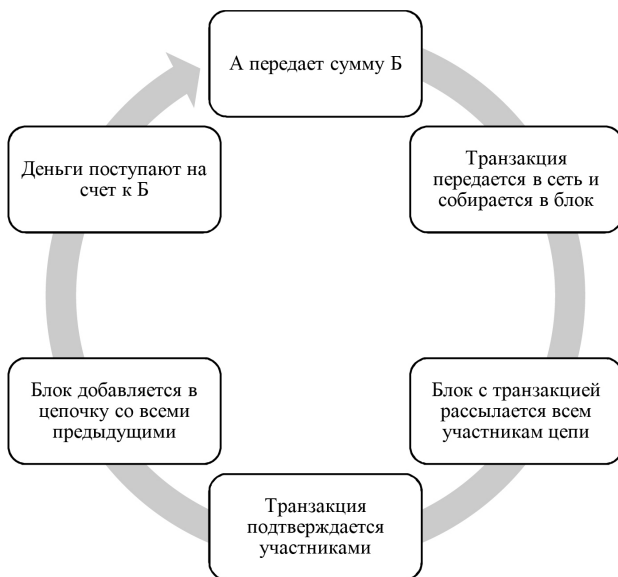 А передает сумму Б
Транзакция
передается в сеть и
собирается в блок
Блок с транзакцией
рассылается всем
участникам цепи
Транзакция
подтверждается
участниками
Блок добавляется в
цепочку со всеми
предыдущими
Деньги поступают на
счет к Б